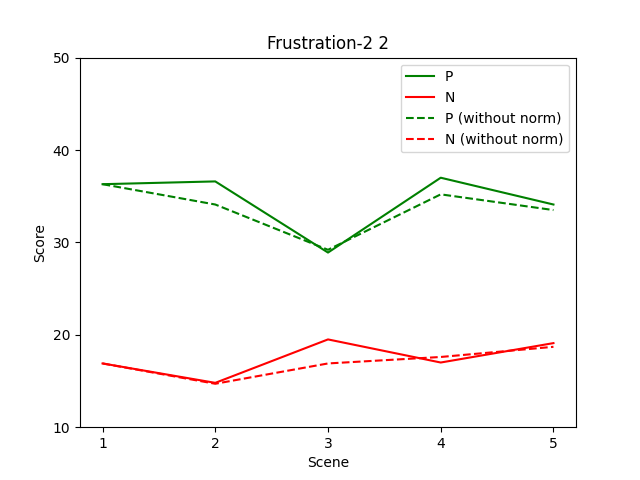 Frustration-2 2
50
40
30
20
10
Score
P
N
P (without norm)
N (without norm)
1 2 3 4 5
Scene